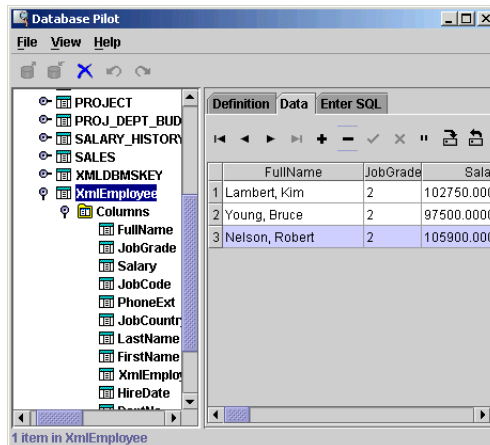 Database Pilot
File View Help
PROJECT
PROJ_DEPT_BUD
SALARY_HISTORY
SALES
XMLDBMSKEY
XmlEmployee
Columns
FullName
JobGrade
Salary
JobCode
PhoneExt
JobCountry
LastName
FirstName
XmlEmploy
HireDate
Definition Data Enter SQL
FullName JobGrade Sala
1 Lambert, Kim 2 102750.000
2 Young, Bruce 2 97500.000
3 Nelson, Robert 2 105900.000
1 item in XmlEmployee